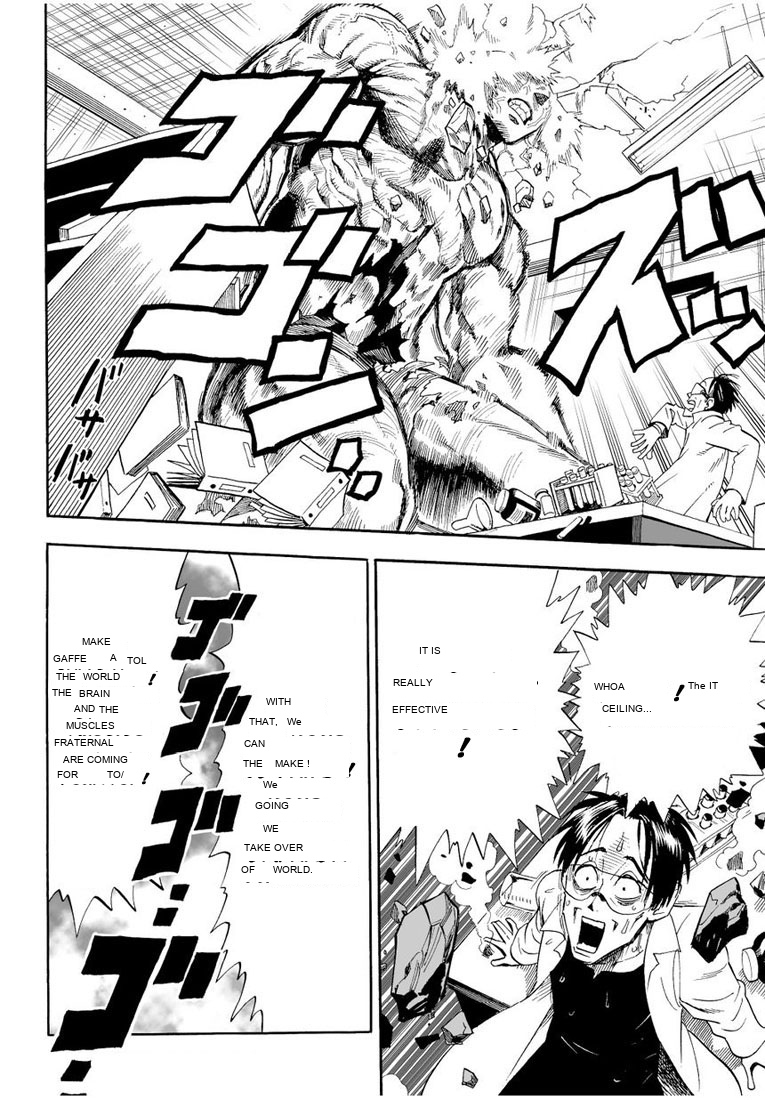 ズッ
ゴ
ゴン
バサバサ
WHOA ! The IT
CEILING...
IT IS
REALLY
EFFECTIVE
!
WITH
THAT, We
CAN
THE MAKE !
!
We
GOING
WE
TAKE OVER
OF WORLD.
MAKE
GAFFE A TOL
THE WORLD !
THE BRAIN
AND THE
MUSCLES
FRATERNAL
ARE COMING
FOR TO/ !
ゴ
ゴ
ゴ
ゴ